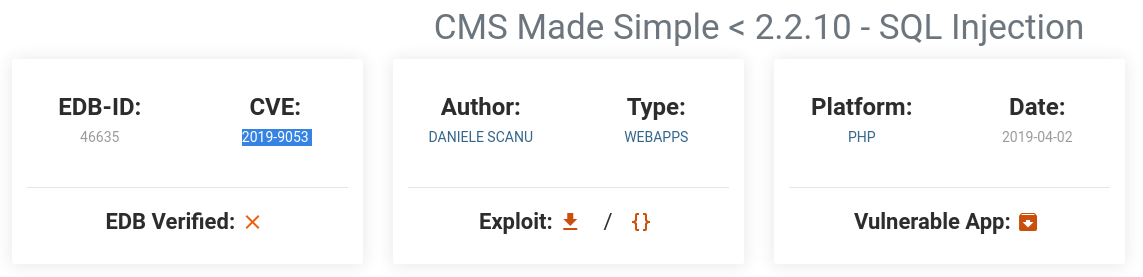 CMS Made Simple < 2.2.10 - SQL Injection
EDB-ID:
46635
CVE:
2019-9053
EDB Verified:
Author:
DANIELE SCANU
Type:
WEBAPPS
Exploit: / {}
Platform:
PHP
Date:
2019-04-02
Vulnerable App: